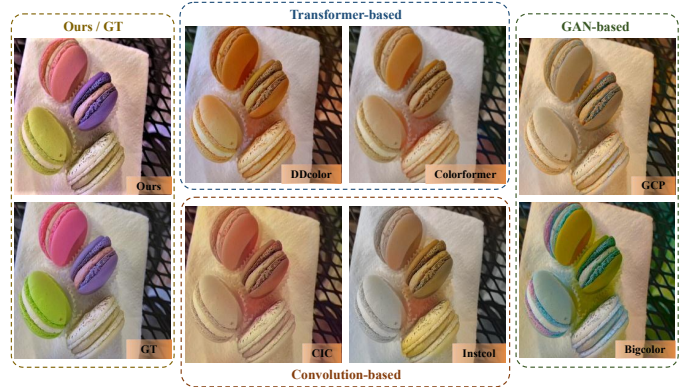 Ours / GT
Transformer-based
GAN-based
Ours
DDcolor
Colorformer
GCP
GT
CIC
Instcol
Bigcolor
Convolution-based